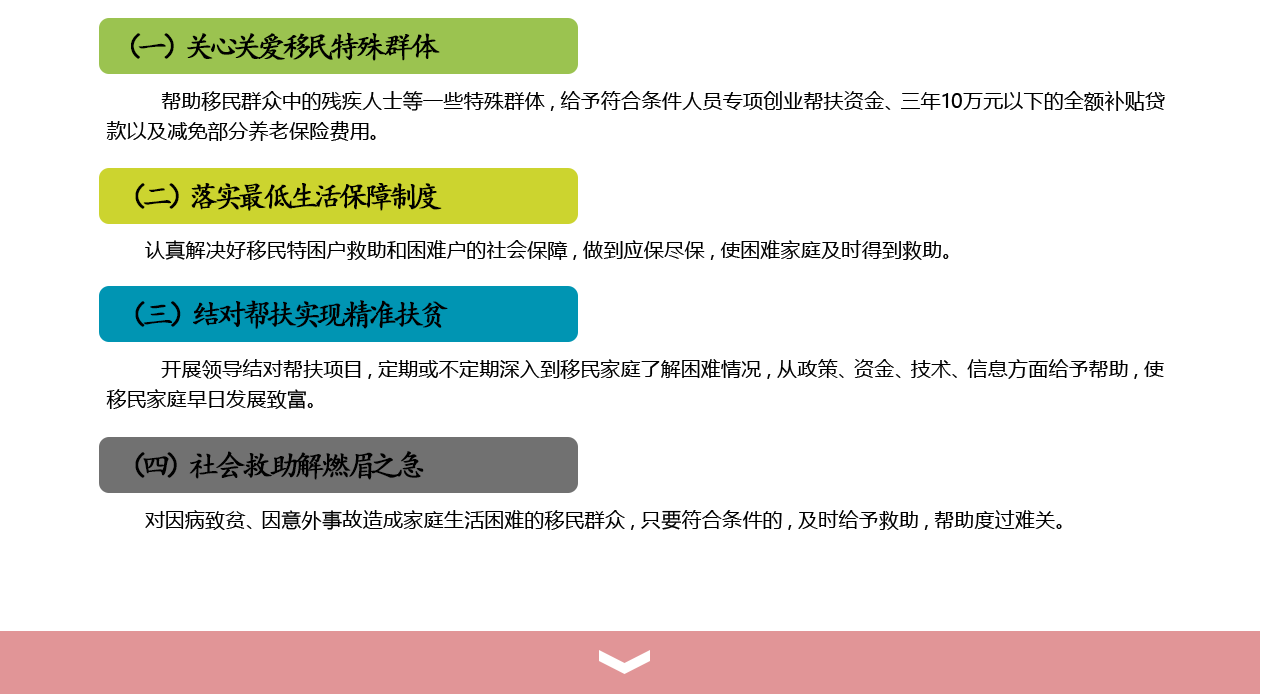 （一）关心关爱移民特殊群体
帮助移民群众中的残疾人士等一些特殊群体，给予符合条件人员专项创业帮扶资金、三年10万元以下的全额补贴贷
款以及减免部分养老保险费用。
（二）落实最低生活保障制度
认真解决好移民特困户救助和困难户的社会保障，做到应保尽保，使困难家庭及时得到救助。
（三）结对帮扶实现精准扶贫
开展领导结对帮扶项目，定期或不定期深入到移民家庭了解困难情况，从政策、资金、技术、信息方面给予帮助，使
移民家庭早日发展致富。
（四）社会救助解燃眉之急
对因病致贫、因意外事故造成家庭生活困难的移民群众，只要符合条件的，及时给予救助，帮助度过难关。